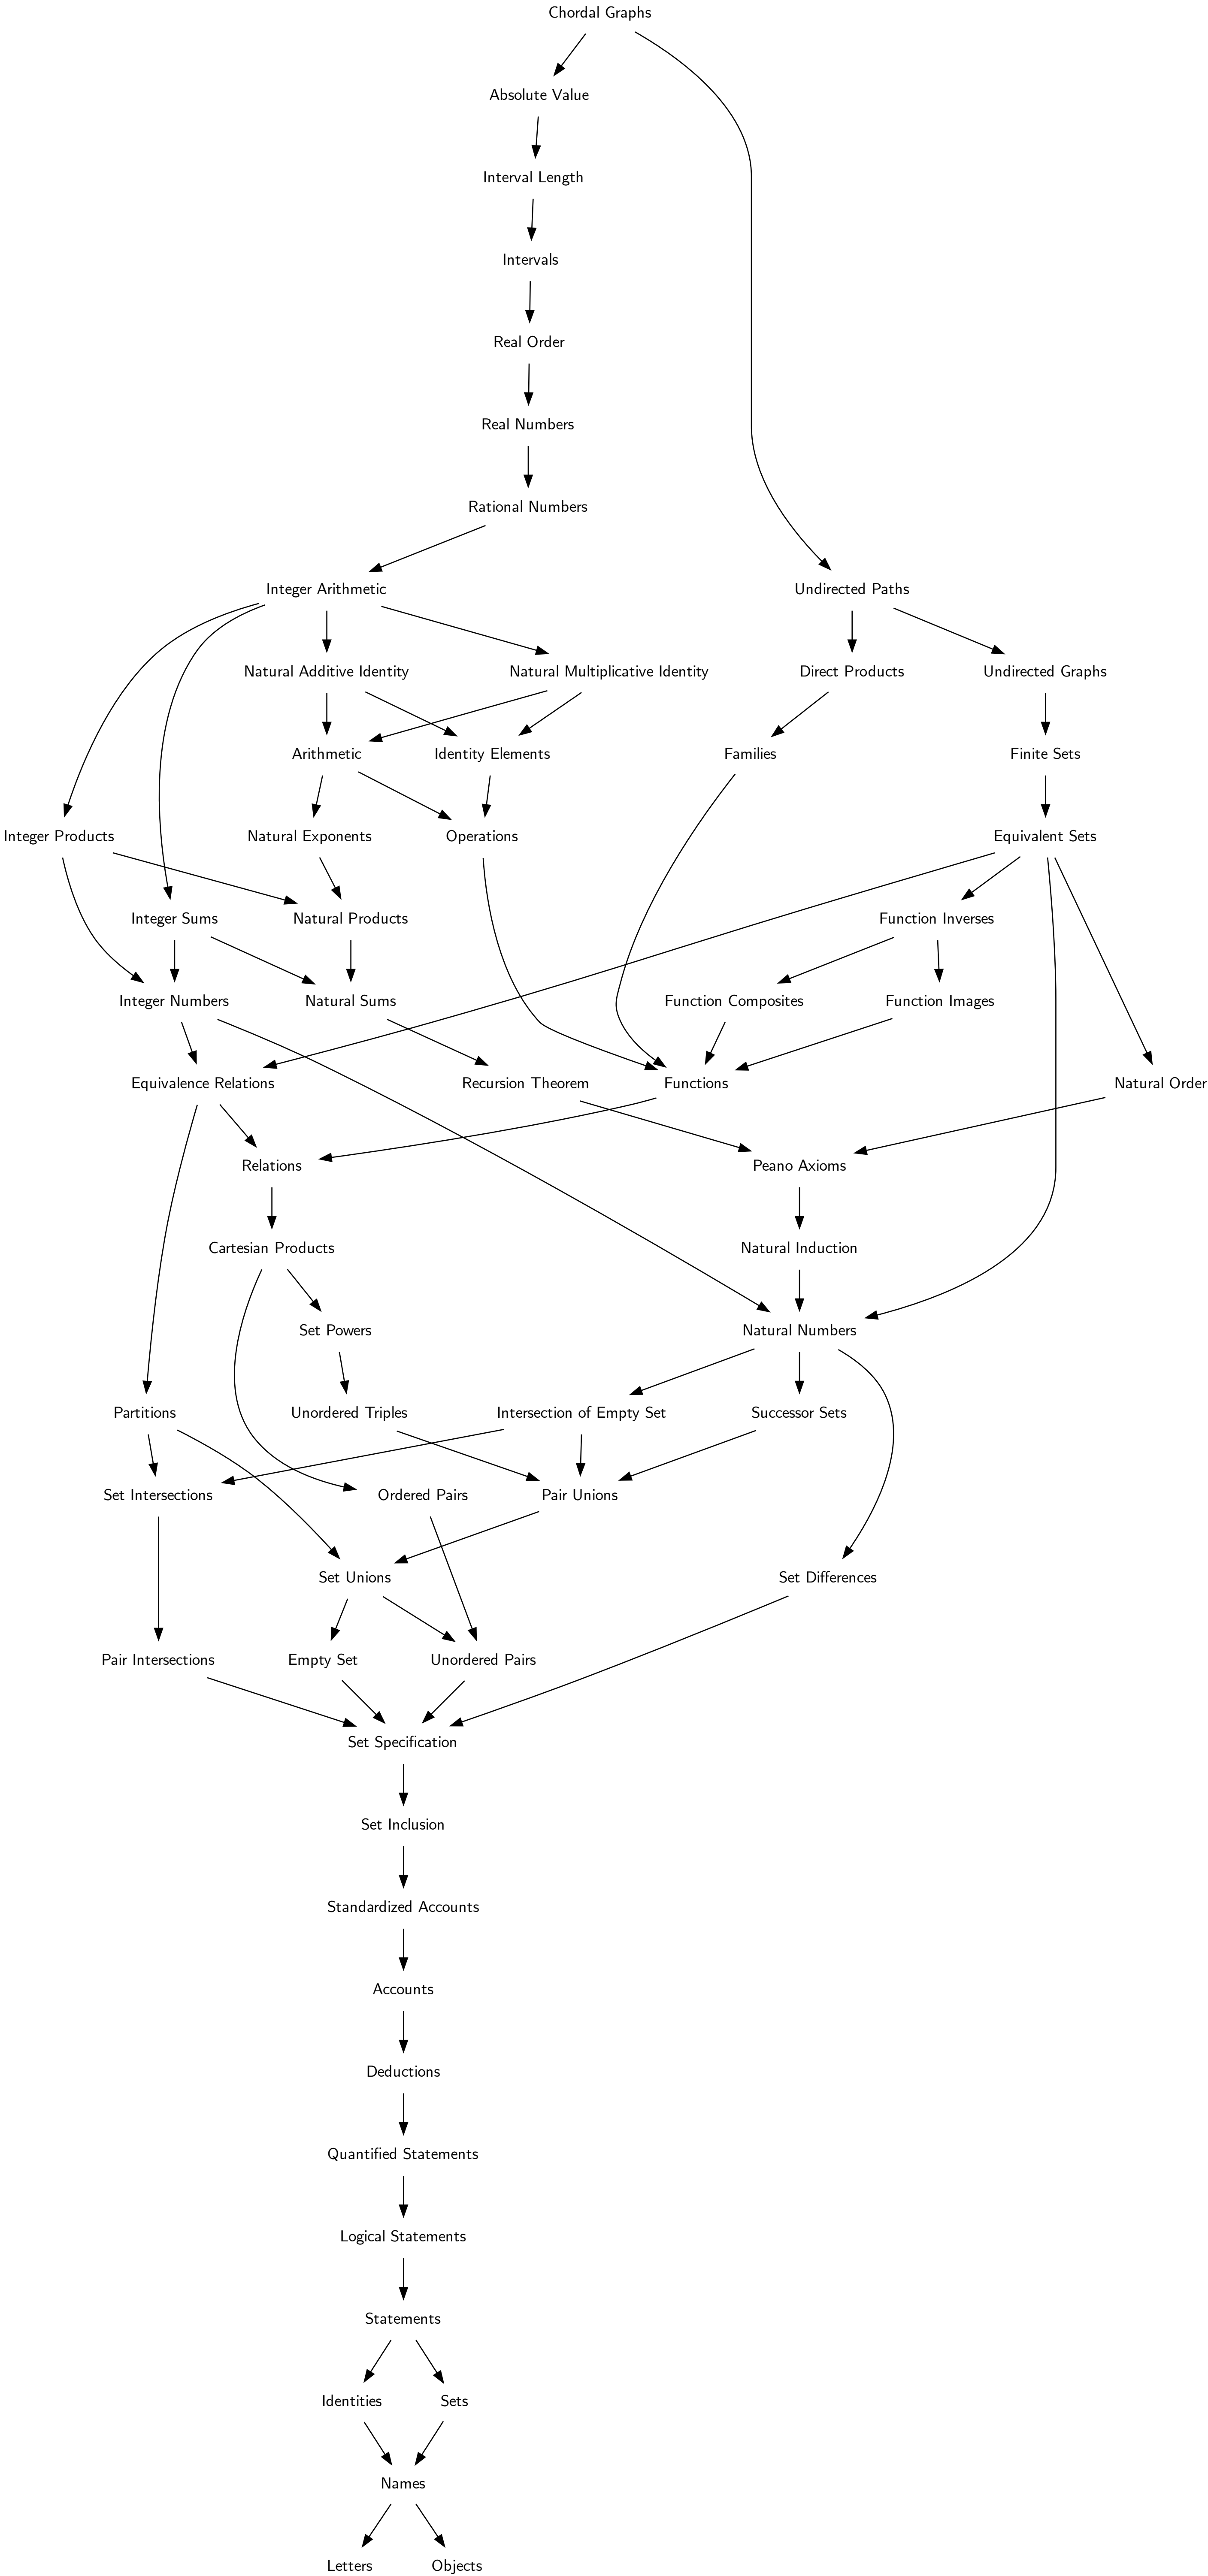 Chordal Graphs
Absolute Value
Interval Length
Intervals
Real Order
Real Numbers
Rational Numbers
Integer Arithmetic
Undirected Paths
Natural Additive Identity
Natural Multiplicative Identity
Direct Products
Undirected Graphs
Arithmetic
Identity Elements
Families
Finite Sets
Integer Products
Natural Exponents
Operations
Equivalent Sets
Integer Sums
Natural Products
Function Inverses
Integer Numbers
Natural Sums
Function Composites
Function Images
Equivalence Relations
Recursion Theorem
Functions
Natural Order
Relations
Peano Axioms
Cartesian Products
Natural Induction
Set Powers
Natural Numbers
Partitions
Unordered Triples
Intersection of Empty Set
Successor Sets
Set Intersections
Ordered Pairs
Pair Unions
Set Unions
Set Differences
Pair Intersections
Empty Set
Unordered Pairs
Set Specification
Set Inclusion
Standardized Accounts
Accounts
Deductions
Quantified Statements
Logical Statements
Statements
Identities
Sets
Names
Letters
Objects